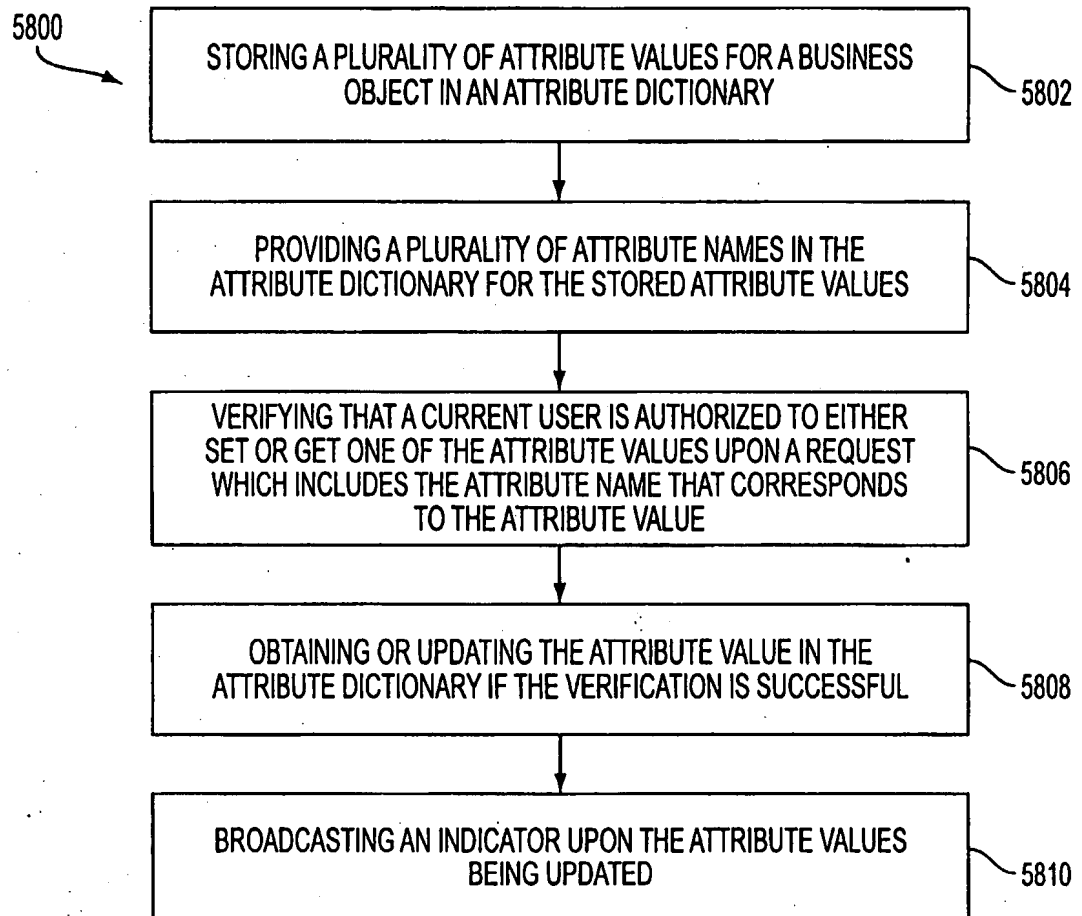 5800
STORING A PLURALITY OF ATTRIBUTE VALUES FOR A BUSINESS
OBJECT IN AN ATTRIBUTE DICTIONARY
5802
PROVIDING A PLURALITY OF ATTRIBUTE NAMES IN THE
ATTRIBUTE DICTIONARY FOR THE STORED ATTRIBUTE VALUES
5804
VERIFYING THAT A CURRENT USER IS AUTHORIZED TO EITHER
SET OR GET ONE OF THE ATTRIBUTE VALUES UPON A REQUEST
WHICH INCLUDES THE ATTRIBUTE NAME THAT CORRESPONDS
TO THE ATTRIBUTE VALUE
5806
OBTAINING OR UPDATING THE ATTRIBUTE VALUE IN THE
ATTRIBUTE DICTIONARY IF THE VERIFICATION IS SUCCESSFUL
5808
BROADCASTING AN INDICATOR UPON THE ATTRIBUTE VALUES
BEING UPDATED
5810